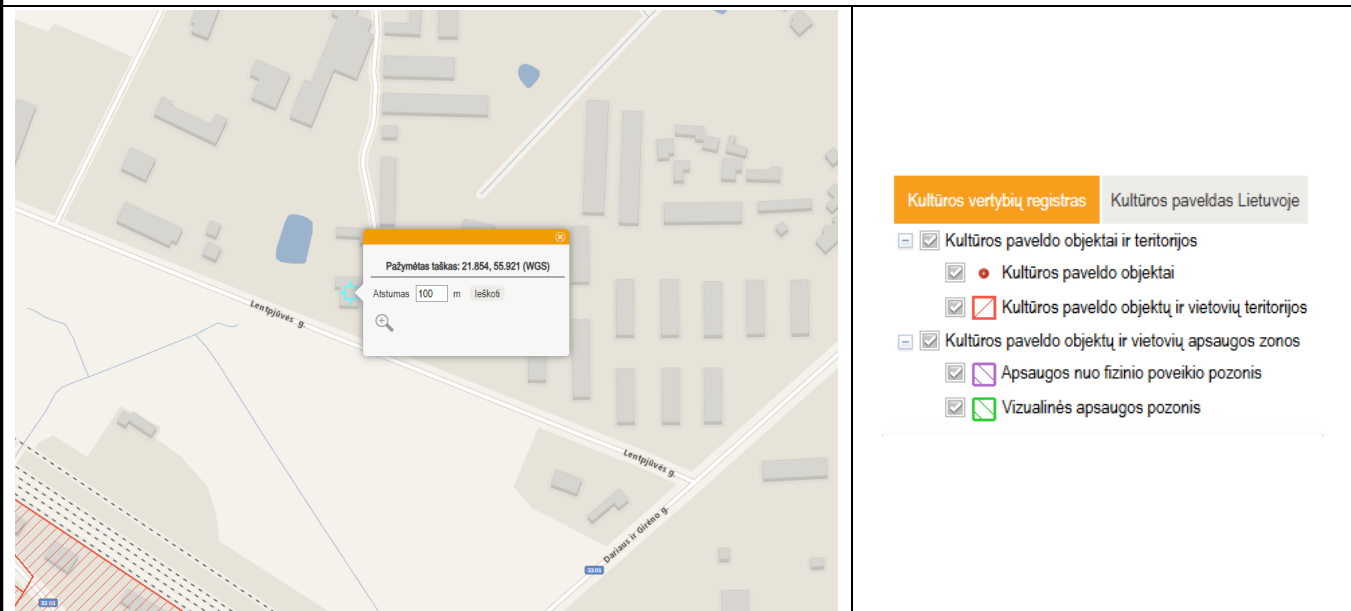 Pažymėtas taškas: 21.854, 55.921 (WGS)
Atstumas 100 m Ieškoti
Lentpjūvės g.
Lentpjūvės g.
Dariaus ir Girėno g.
3201
3201
Kultūros vertybių registras
Kultūros paveldas Lietuvoje
Kultūros paveldo objektai ir teritorijos
Kultūros paveldo objektai
Kultūros paveldo objektų ir vietovių teritorijos
Kultūros paveldo objektų ir vietovių apsaugos zonos
Apsaugos nuo fizinio poveikio pozonis
Vizualinės apsaugos pozonis